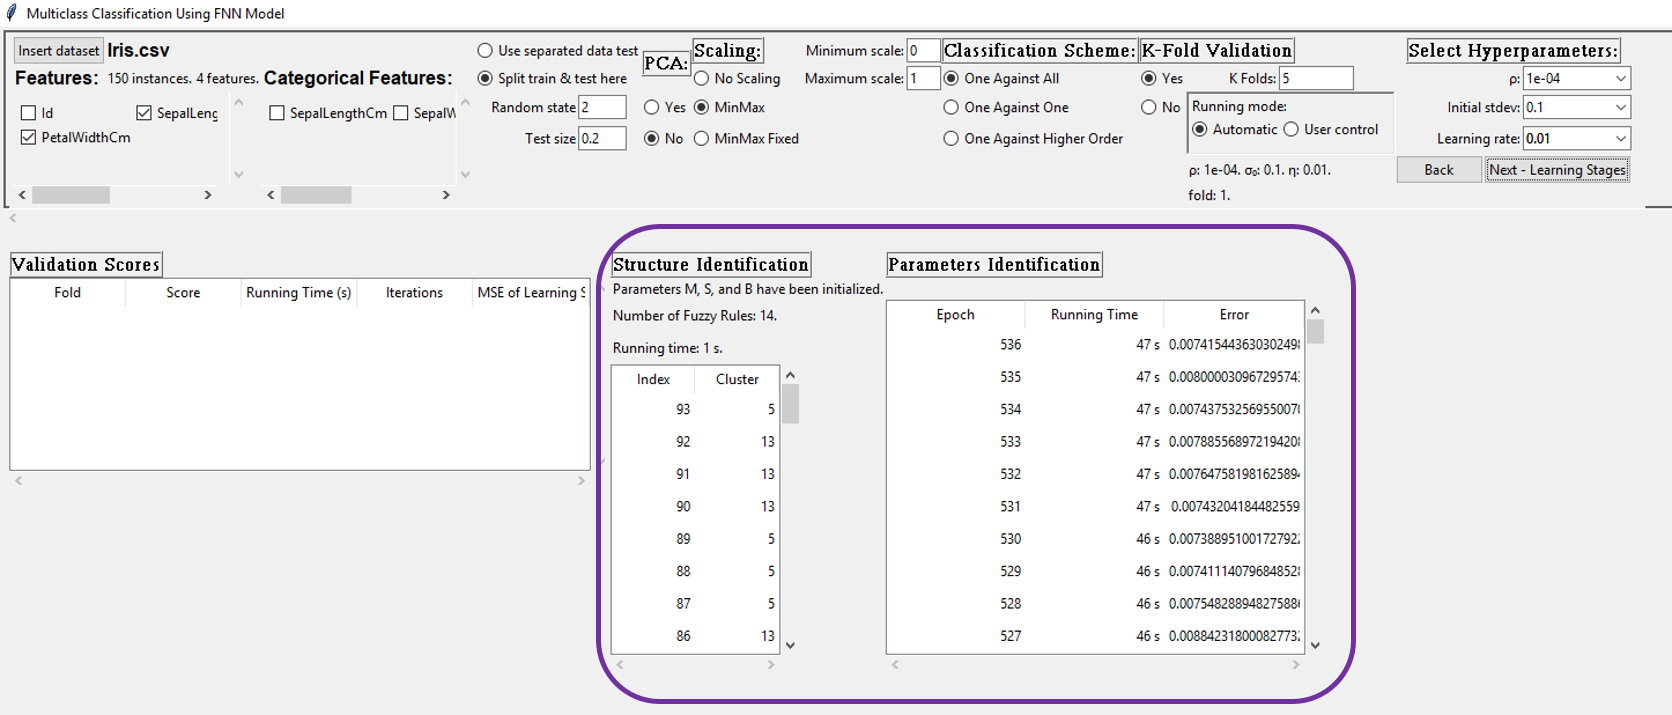 Multiclass Classification Using FNN Model
Insert dataset Iris.csv
Features: 150 instances. 4 features. Categorical Features:
Id SepalLeng
PetalWidthCm
SepalLengthCm SepalW
Use separated data test
Split train & test here
Random state 2
Test size 0.2
PCA:
Yes
No
Scaling:
No Scaling
MinMax
MinMax Fixed
Minimum scale: 0
Maximum scale: 1
Classification Scheme:
One Against All
One Against One
One Against Higher Order
K-Fold Validation
Yes K Folds: 5
No
Running mode:
Automatic User control
ρ: 1e-04. σ₀: 0.1. η: 0.01.
fold: 1.
Select Hyperparameters:
ρ: 1e-04
Initial stdev: 0.1
Learning rate: 0.01
Back Next - Learning Stages
Validation Scores
Fold Score Running Time (s) Iterations MSE of Learning S
Structure Identification
Parameters M, S, and B have been initialized.
Number of Fuzzy Rules: 14.
Running time: 1 s.
Index Cluster
93 5
92 13
91 13
90 13
89 5
88 5
87 5
86 13
Parameters Identification
Epoch Running Time Error
536 47 s 0.00741544363030249
535 47 s 0.0080000309672957
534 47 s 0.0074375325695500
533 47 s 0.0078855689721942
532 47 s 0.0076475819816258
531 47 s 0.00743204184482559
530 46 s 0.0073889510017279
529 46 s 0.0074111407968485
528 46 s 0.0075482889482758
527 46 s 0.0088423180008277